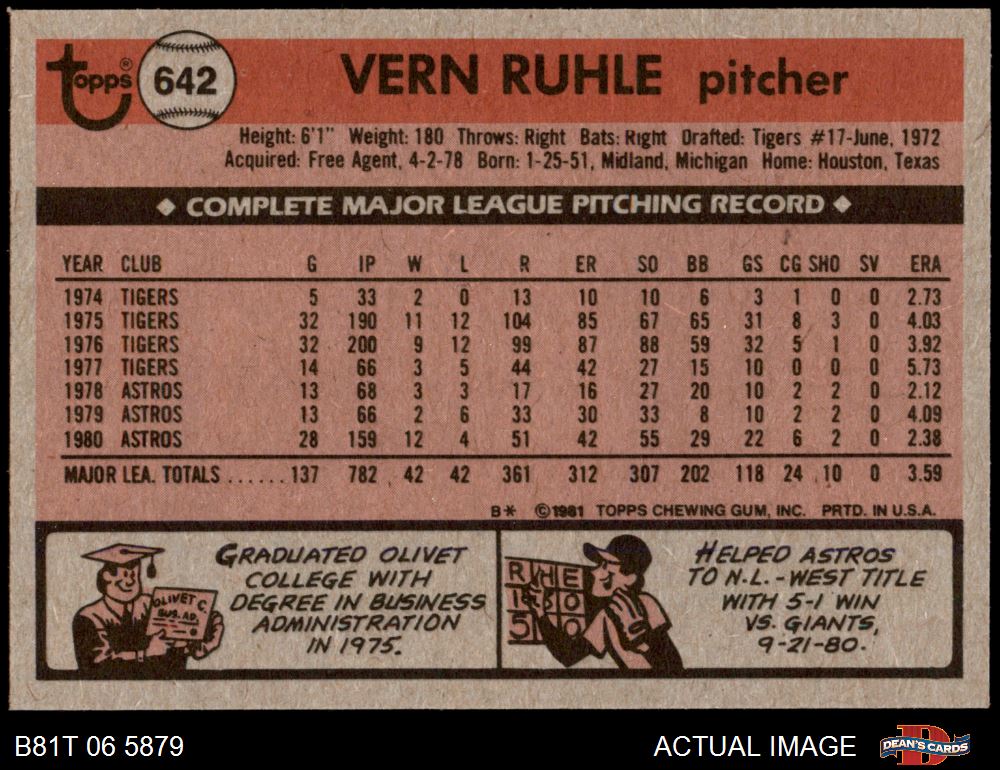 topps® 642 VERN RUHLE pitcher
Height: 6'1" Weight: 180 Throws: Right Bats: Right Drafted: Tigers #17-June, 1972
Acquired: Free Agent, 4-2-78 Born: 1-25-51, Midland, Michigan Home: Houston, Texas
◆ COMPLETE MAJOR LEAGUE PITCHING RECORD ◆
YEAR CLUB G IP W L R ER SO BB GS CG SHO SV ERA
1974 TIGERS 5 33 2 0 13 10 10 6 3 1 0 0 2.73
1975 TIGERS 32 190 11 12 104 85 67 65 31 8 3 0 4.03
1976 TIGERS 32 200 9 12 99 87 88 59 32 5 1 0 3.92
1977 TIGERS 14 66 3 5 44 42 27 15 10 0 0 0 5.73
1978 ASTROS 13 68 3 3 17 16 27 20 10 2 2 0 2.12
1979 ASTROS 13 66 2 6 33 30 33 8 10 2 2 0 4.09
1980 ASTROS 28 159 12 4 51 42 55 29 22 6 2 0 2.38
MAJOR LEA. TOTALS ......137 782 42 42 361 312 307 202 118 24 10 0 3.59
B* ©1981 TOPPS CHEWING GUM, INC. PRTD. IN U.S.A.
OLIVET C.
BUS. AD.
GRADUATED OLIVET
COLLEGE WITH
DEGREE IN BUSINESS
ADMINISTRATION
IN 1975.
R H E
HELPED ASTROS
TO N.L.-WEST TITLE
WITH 5-1 WIN
VS. GIANTS,
9-21-80.
B81T 06 5879 ACTUAL IMAGE D DEAN'S CARDS